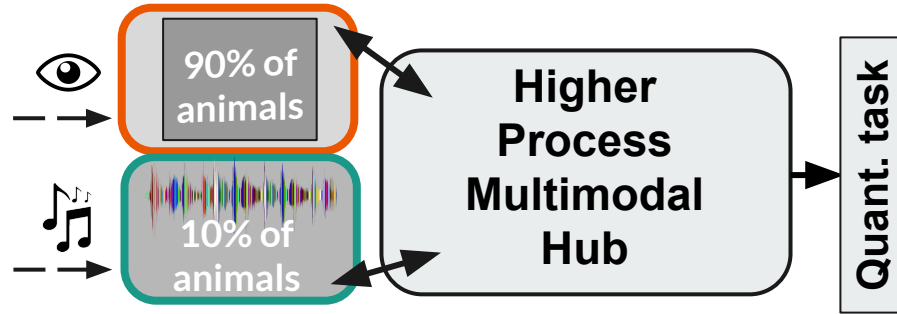 90% of
animals
10% of
animals
Higher
Process
Multimodal
Hub
Quant. task